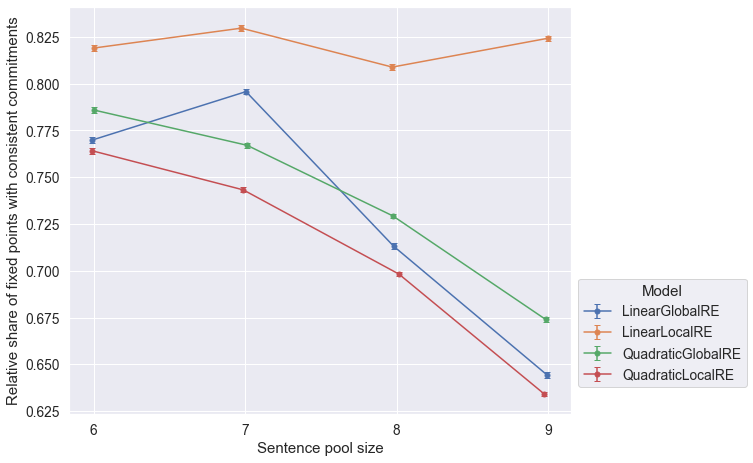 Relative share of fixed points with consistent commitments
0.825
0.800
0.775
0.750
0.725
0.700
0.675
0.650
0.625
6 7 8 9
Sentence pool size
Model
LinearGlobalRE
LinearLocalRE
QuadraticGlobalRE
QuadraticLocalRE